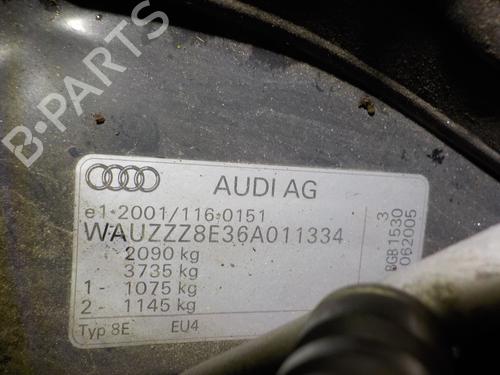 B-PARTS
AUDI AG
e1*2001/116*0151
WAUZZZ8E36A011334
2090 kg
3735 kg
1- 1075 kg
2- 1145 kg
Typ 8E EU4
3
BGB1530
062005